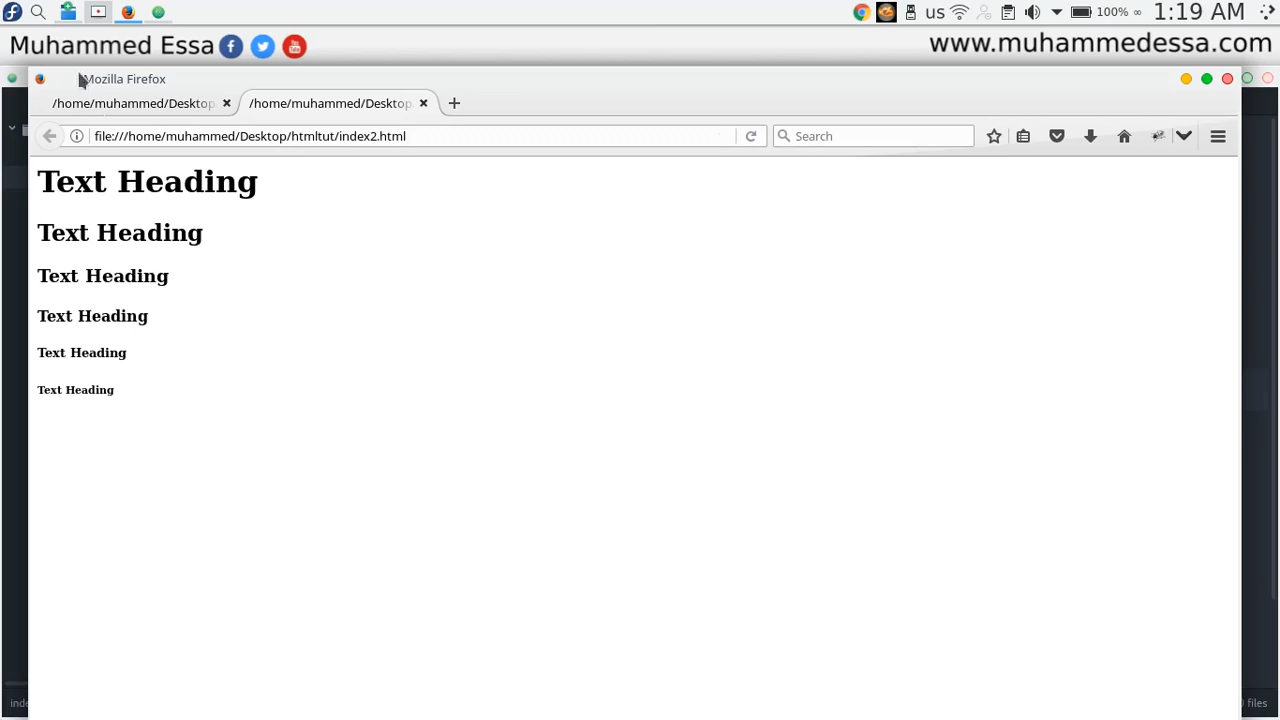 us
100% ∞
1:19 AM
Muhammed Essa
www.muhammedessa.com
Mozilla Firefox
/home/muhammed/Desktop
/home/muhammed/Desktop
file:///home/muhammed/Desktop/htmltut/index2.html
Search
Text Heading
Text Heading
Text Heading
Text Heading
Text Heading
Text Heading
inde
files